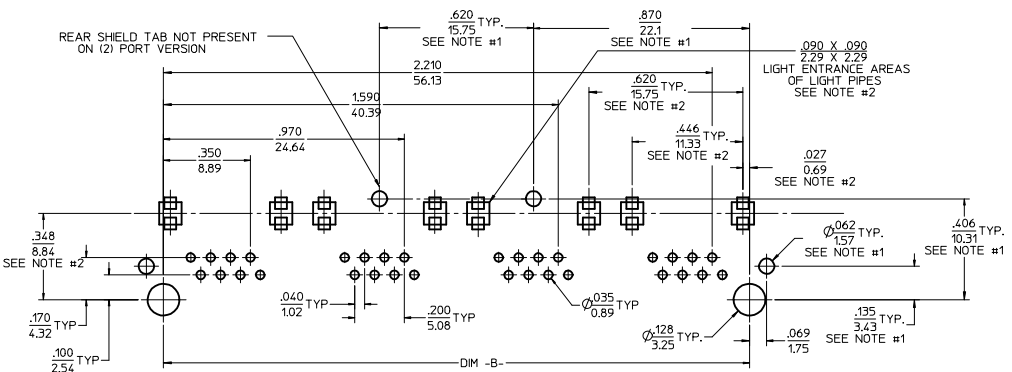 .620
15.75 TYP.
SEE NOTE #1
.870
22.1
SEE NOTE #1
REAR SHIELD TAB NOT PRESENT
ON (2) PORT VERSION
.090 X .090
2.29 X 2.29
LIGHT ENTRANCE AREAS
OF LIGHT PIPES
SEE NOTE #2
2.210
56.13
.620
15.75 TYP.
SEE NOTE #2
1.590
40.39
.970
24.64
.446
11.33 TYP.
SEE NOTE #2
.350
8.89
.027
0.69
SEE NOTE #2
.348
8.84
SEE NOTE #2
Ø.062
1.57 TYP.
SEE NOTE #1
.406
10.31 TYP.
SEE NOTE #1
.040
1.02 TYP
.200
5.08 TYP
Ø.035
0.89 TYP
Ø.128
3.25 TYP.
.069
1.75
.135
3.43 TYP.
SEE NOTE #1
.170
4.32 TYP
.100
2.54 TYP
DIM -B-